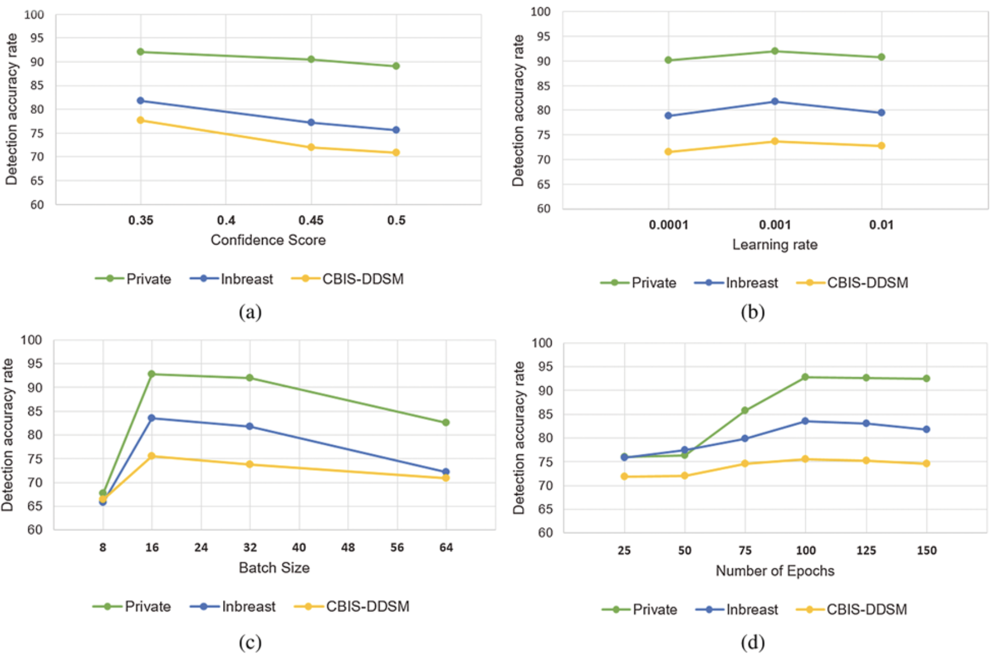 Detection accuracy rate
100
95
90
85
80
75
70
65
60
0.35 0.4 0.45 0.5
Confidence Score
Private Inbreast CBIS-DDSM
(a)
Detection accuracy rate
100
95
90
85
80
75
70
65
60
0.0001 0.001 0.01
Learning rate
Private Inbreast CBIS-DDSM
(b)
Detection accuracy rate
100
95
90
85
80
75
70
65
60
8 16 24 32 40 48 56 64
Batch Size
Private Inbreast CBIS-DDSM
(c)
Detection accuracy rate
100
95
90
85
80
75
70
65
60
25 50 75 100 125 150
Number of Epochs
Private Inbreast CBIS-DDSM
(d)